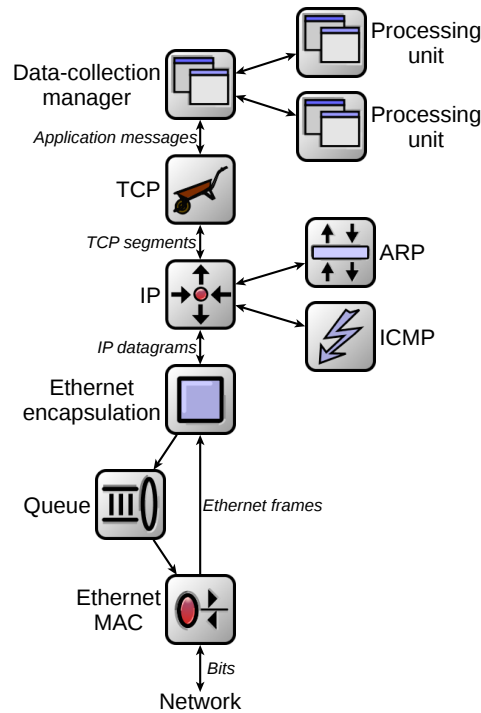 Processing
unit
Data-collection
manager
Processing
unit
Application messages
TCP
TCP segments
ARP
IP
ICMP
IP datagrams
Ethernet
encapsulation
Queue
Ethernet frames
Ethernet
MAC
Bits
Network